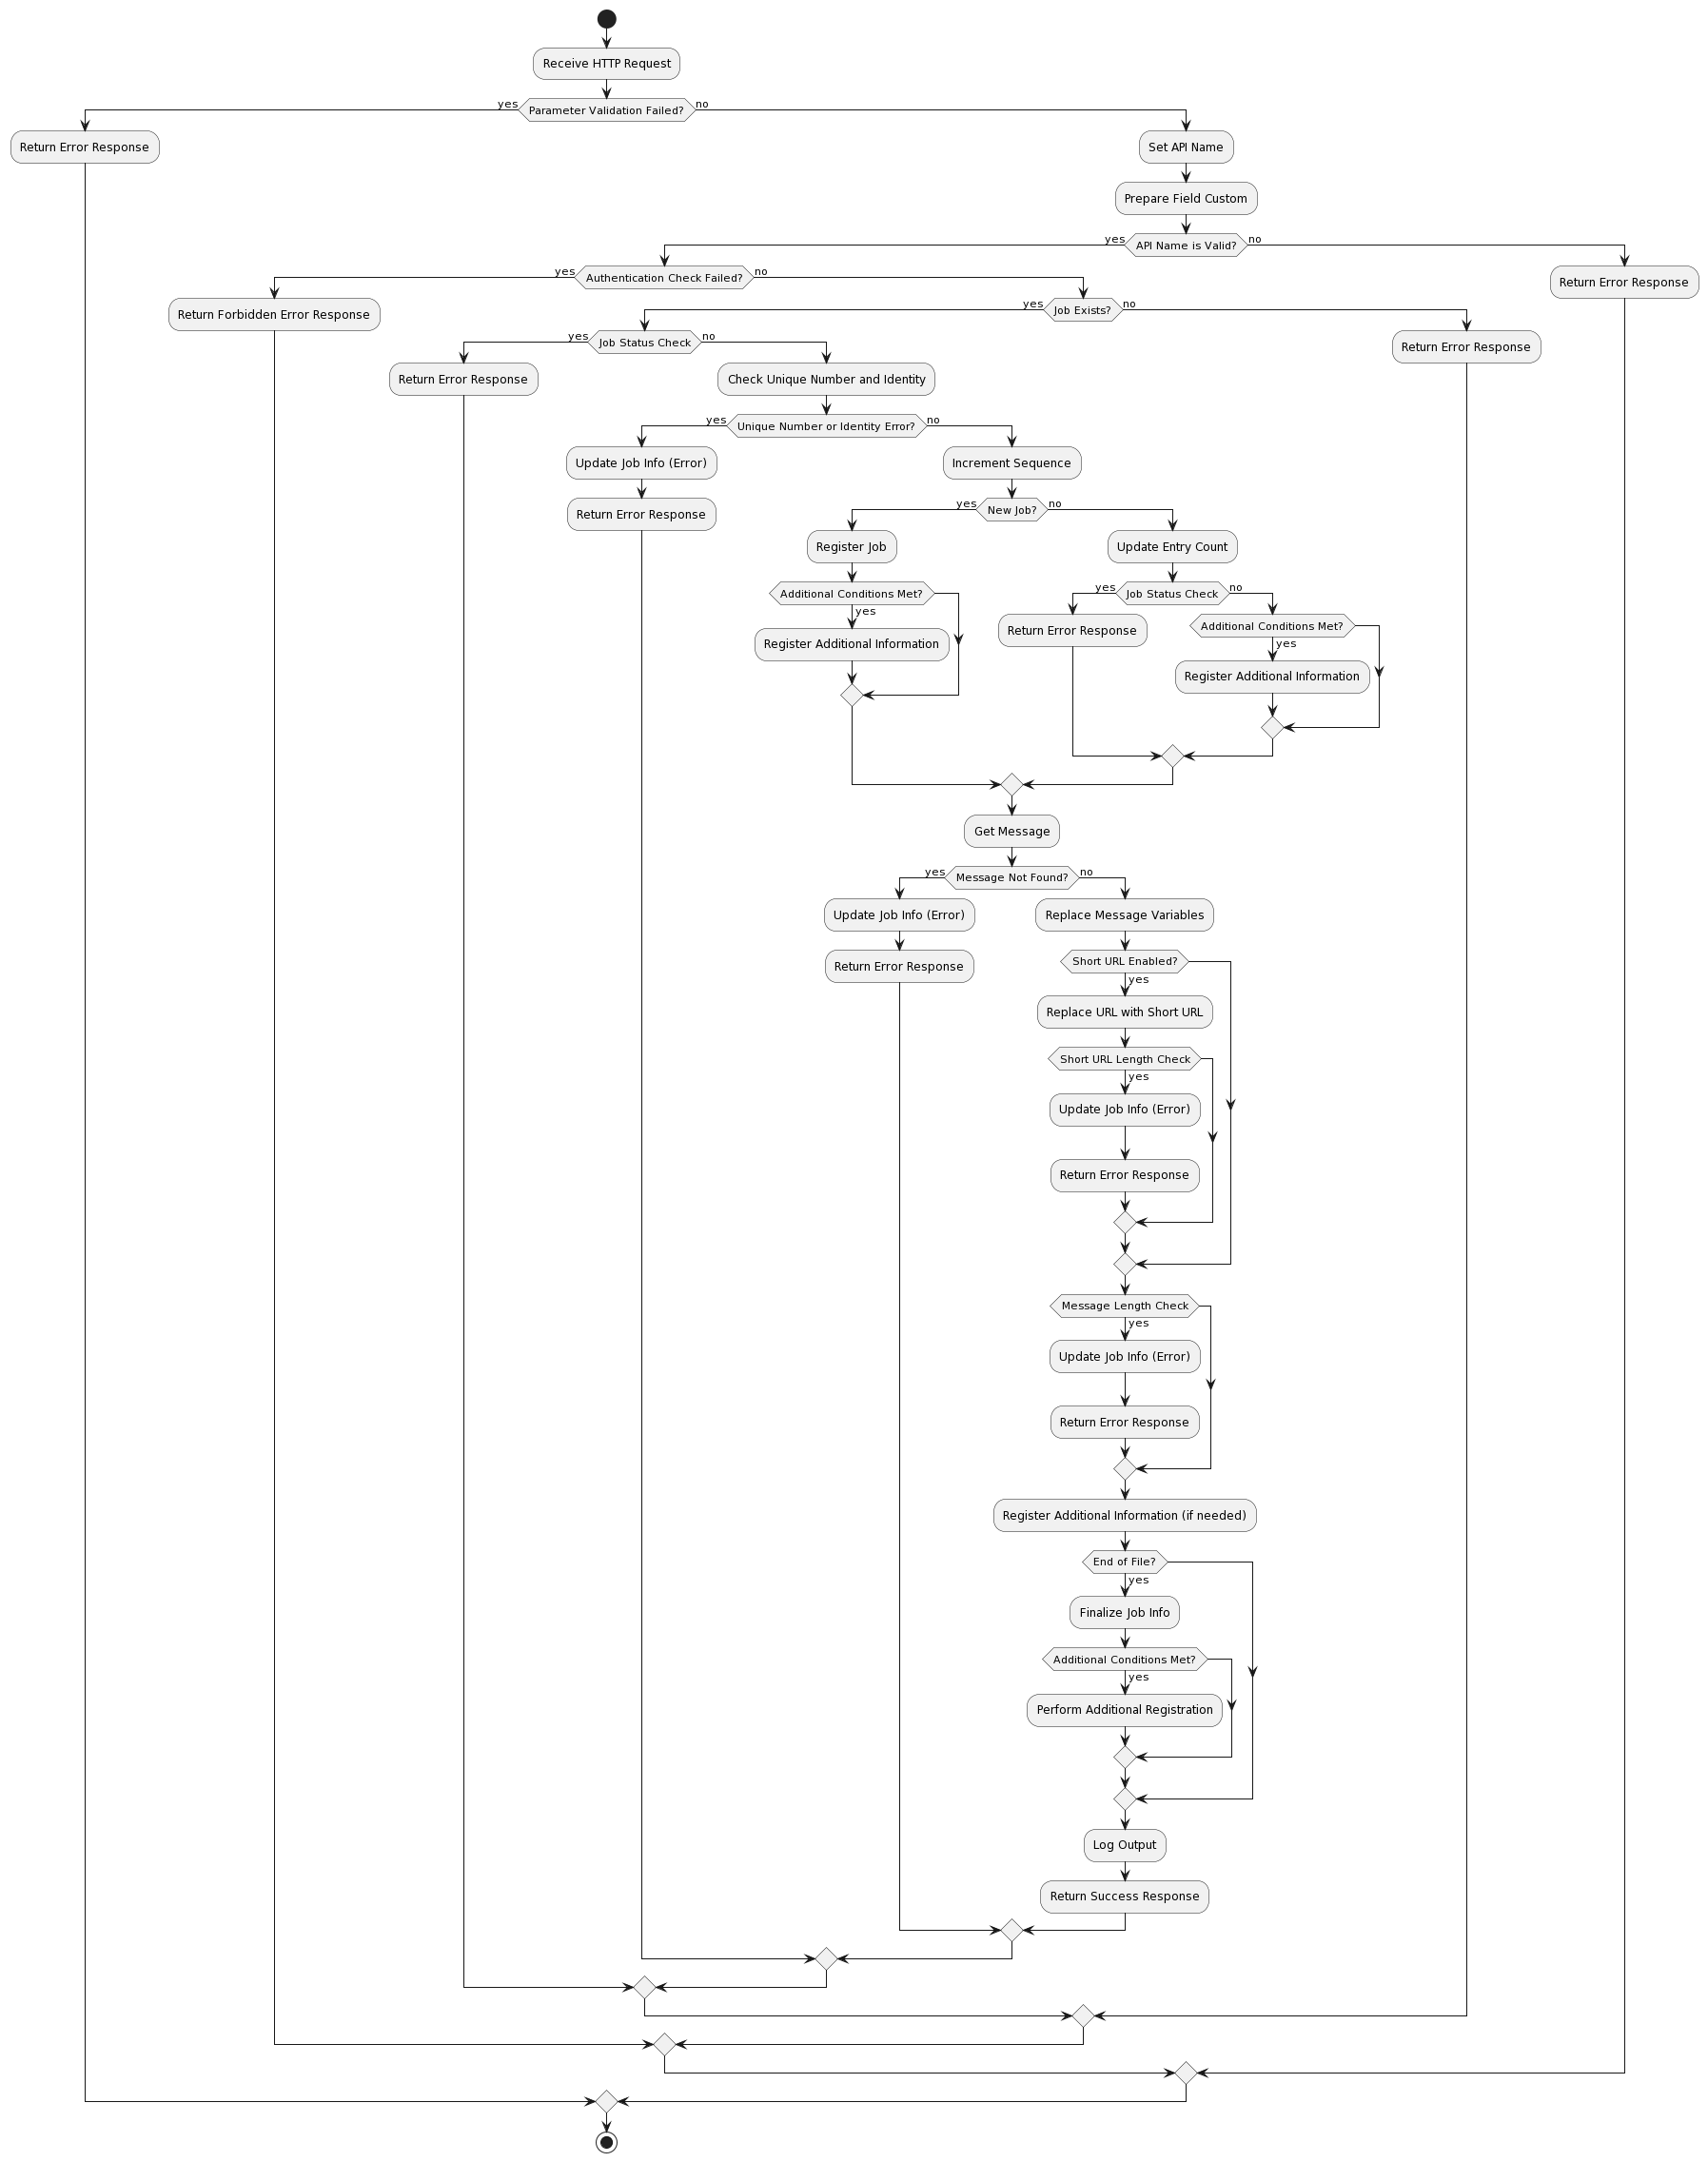 Receive HTTP Request
yes
Parameter Validation Failed?
no
Return Error Response
Set API Name
Prepare Field Custom
yes
API Name is Valid?
no
yes
Authentication Check Failed?
no
Return Error Response
Return Forbidden Error Response
yes
Job Exists?
no
yes
Job Status Check
no
Return Error Response
Return Error Response
Check Unique Number and Identity
yes
Unique Number or Identity Error?
no
Update Job Info (Error)
Increment Sequence
Return Error Response
yes
New Job?
no
Register Job
Update Entry Count
Additional Conditions Met?
yes
yes
Job Status Check
no
Register Additional Information
Return Error Response
Additional Conditions Met?
yes
Register Additional Information
Get Message
yes
Message Not Found?
no
Update Job Info (Error)
Replace Message Variables
Return Error Response
Short URL Enabled?
yes
Replace URL with Short URL
Short URL Length Check
yes
Update Job Info (Error)
Return Error Response
Message Length Check
yes
Update Job Info (Error)
Return Error Response
Register Additional Information (if needed)
End of File?
yes
Finalize Job Info
Additional Conditions Met?
yes
Perform Additional Registration
Log Output
Return Success Response